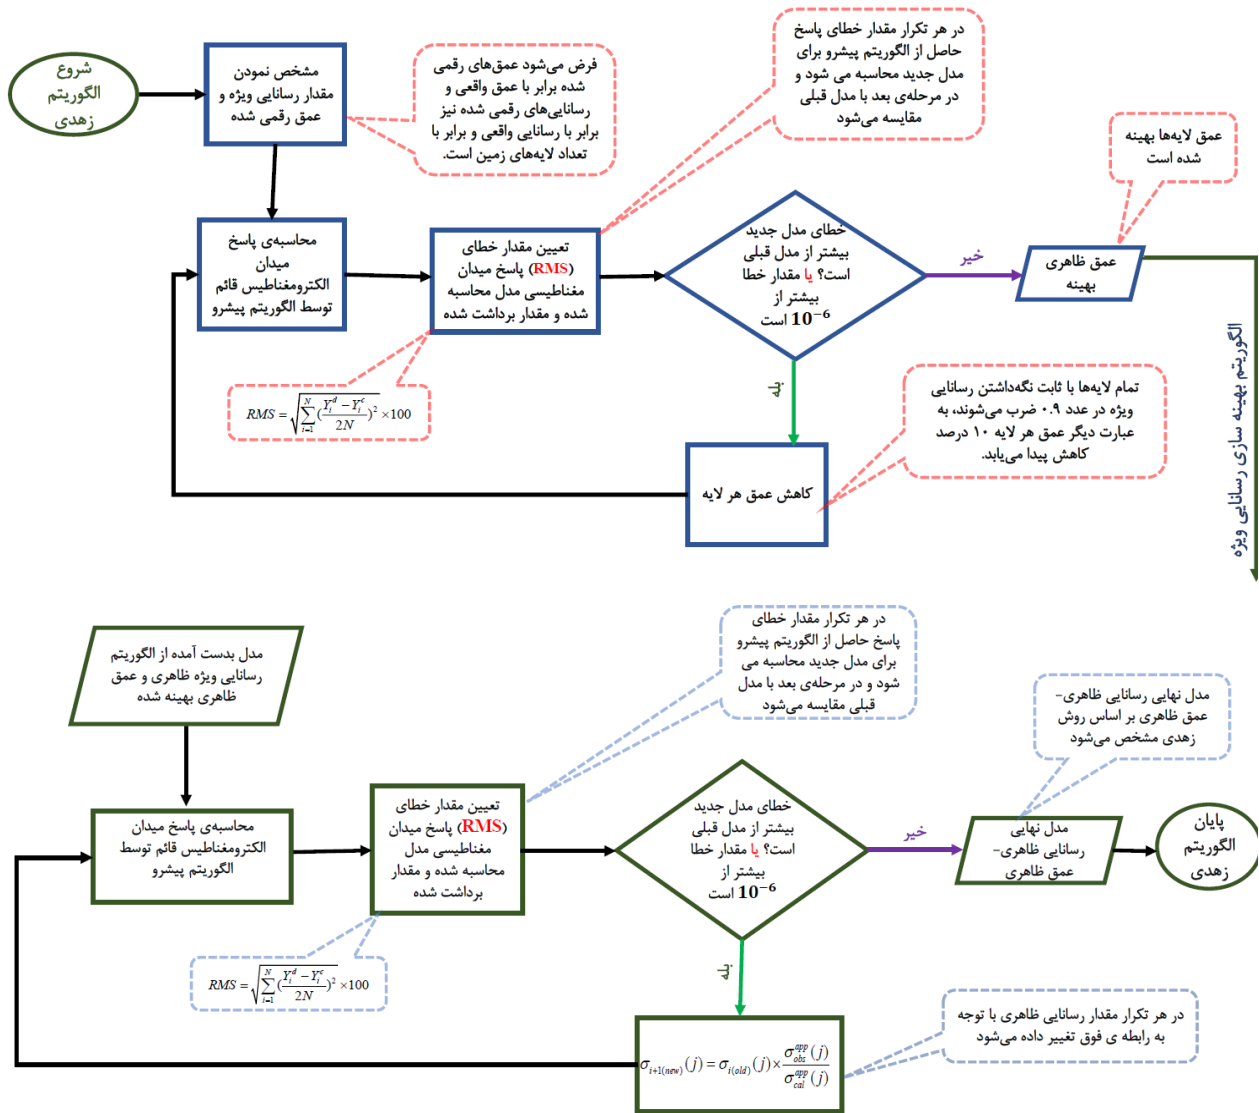 شروع
الگوریتم
زهدی
مشخص نمودن
مقدار رسانایی ویژه و
عمق رقمی شده
فرض می‌شود عمق‌های رقمی
شده برابر با عمق واقعی و
رسانایی‌های رقمی شده نیز
برابر با رسانایی واقعی و برابر با
تعداد لایه‌های زمین است.
در هر تکرار مقدار خطای پاسخ
حاصل از الگوریتم پیشرو برای
مدل جدید محاسبه می شود و
در مرحله‌ی بعد با مدل قبلی
مقایسه می‌شود
عمق لایه‌ها بهینه
شده است
محاسبه‌ی پاسخ
میدان
الکترومغناطیس قائم
توسط الگوریتم پیشرو
تعیین مقدار خطای
(RMS) پاسخ میدان
مغناطیسی مدل محاسبه
شده و مقدار برداشت شده
خطای مدل جدید
بیشتر از مدل قبلی
است؟ یا مقدار خطا
بیشتر از
10⁻⁶ است
خیر
عمق ظاهری
بهینه
بله
RMS = √(∑_{i=1}^{N} ((Y_i^d − Y_i^c)/2N)²) ×100
تمام لایه‌ها با ثابت نگه‌داشتن رسانایی
ویژه در عدد ۰.۹ ضرب می‌شوند، به
عبارت دیگر عمق هر لایه ۱۰ درصد
کاهش پیدا می‌یابد.
کاهش عمق هر لایه
الگوریتم بهینه سازی رسانایی ویژه
مدل بدست آمده از الگوریتم
رسانایی ویژه ظاهری و عمق
ظاهری بهینه شده
در هر تکرار مقدار خطای
پاسخ حاصل از الگوریتم پیشرو
برای مدل جدید محاسبه می
شود و در مرحله‌ی بعد با مدل
قبلی مقایسه می‌شود
مدل نهایی رسانایی ظاهری-
عمق ظاهری بر اساس روش
زهدی مشخص می‌شود
محاسبه‌ی پاسخ میدان
الکترومغناطیس قائم توسط
الگوریتم پیشرو
تعیین مقدار خطای
(RMS) پاسخ میدان
مغناطیسی مدل
محاسبه شده و مقدار
برداشت شده
خطای مدل جدید
بیشتر از مدل قبلی
است؟ یا مقدار خطا
بیشتر از
10⁻⁶ است
خیر
مدل نهایی
رسانایی ظاهری-
عمق ظاهری
پایان
الگوریتم
زهدی
بله
RMS = √(∑_{i=1}^{N} ((Y_i^d − Y_i^c)/2N)²) ×100
σ_{i+1(new)}(j) = σ_{i(old)}(j) × σ_{obs}^{app}(j)/σ_{cal}^{app}(j)
در هر تکرار مقدار رسانایی ظاهری با توجه
به رابطه ی فوق تغییر داده می‌شود